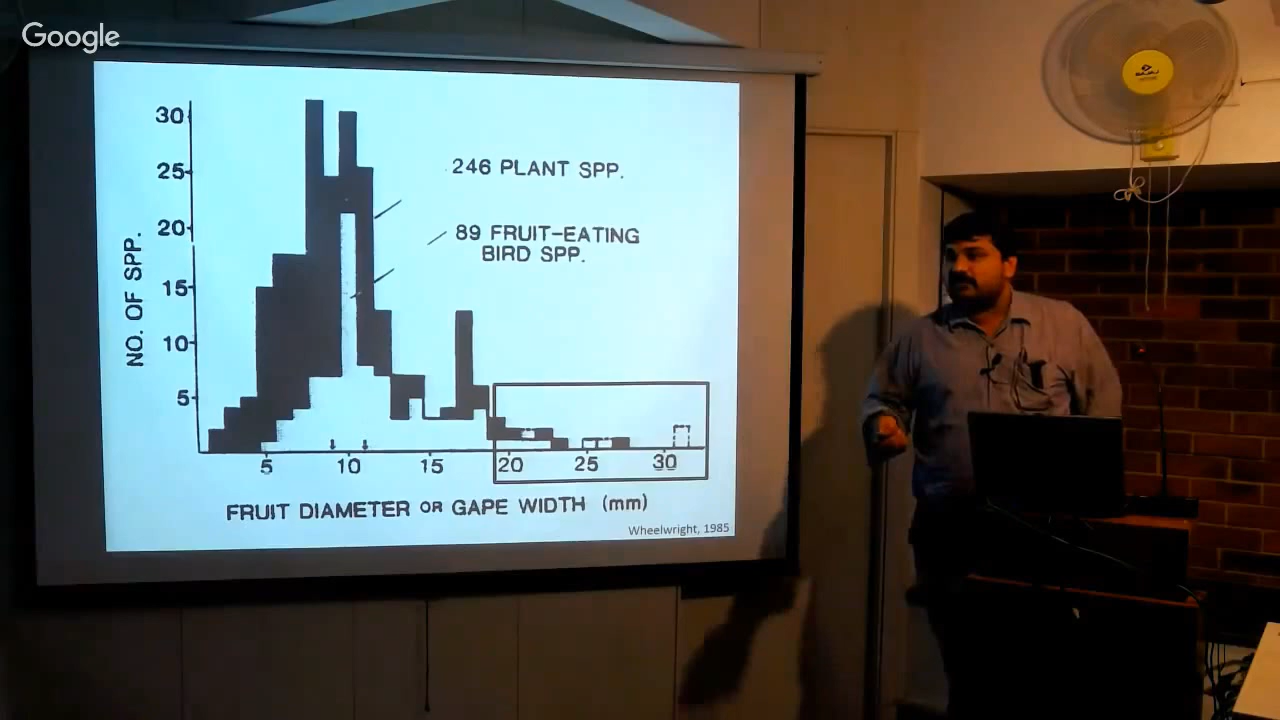 Google
30
25
20
15
10
5
NO. OF SPP.
246 PLANT SPP.
89 FRUIT-EATING
BIRD SPP.
5 10 15 20 25 30
FRUIT DIAMETER OR GAPE WIDTH (mm)
Wheelwright, 1985
BAJAJ